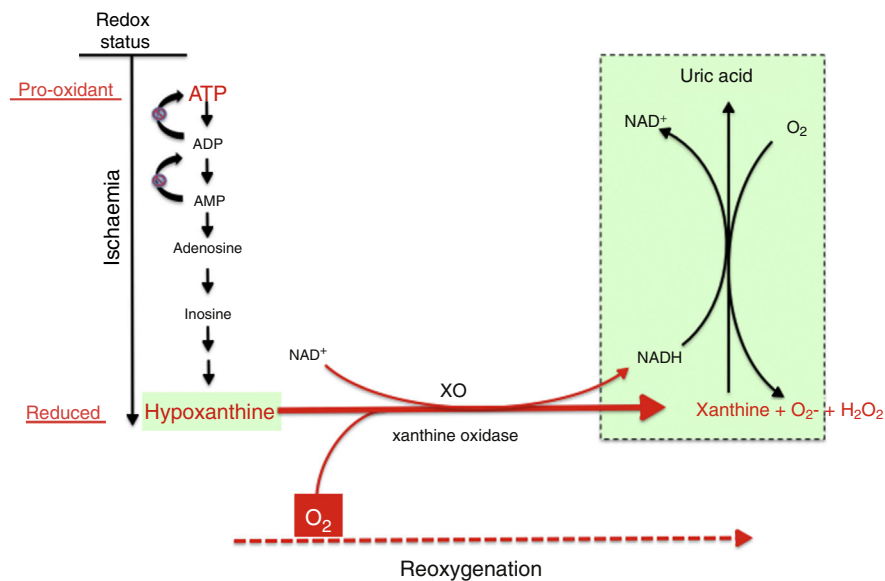 Redox
status
Pro-oxidant
ATP
ADP
AMP
Adenosine
Inosine
Ischaemia
Reduced
Hypoxanthine
NAD⁺
XO
xanthine oxidase
O₂
Reoxygenation
Uric acid
NAD⁺
O₂
NADH
Xanthine + O₂- + H₂O₂